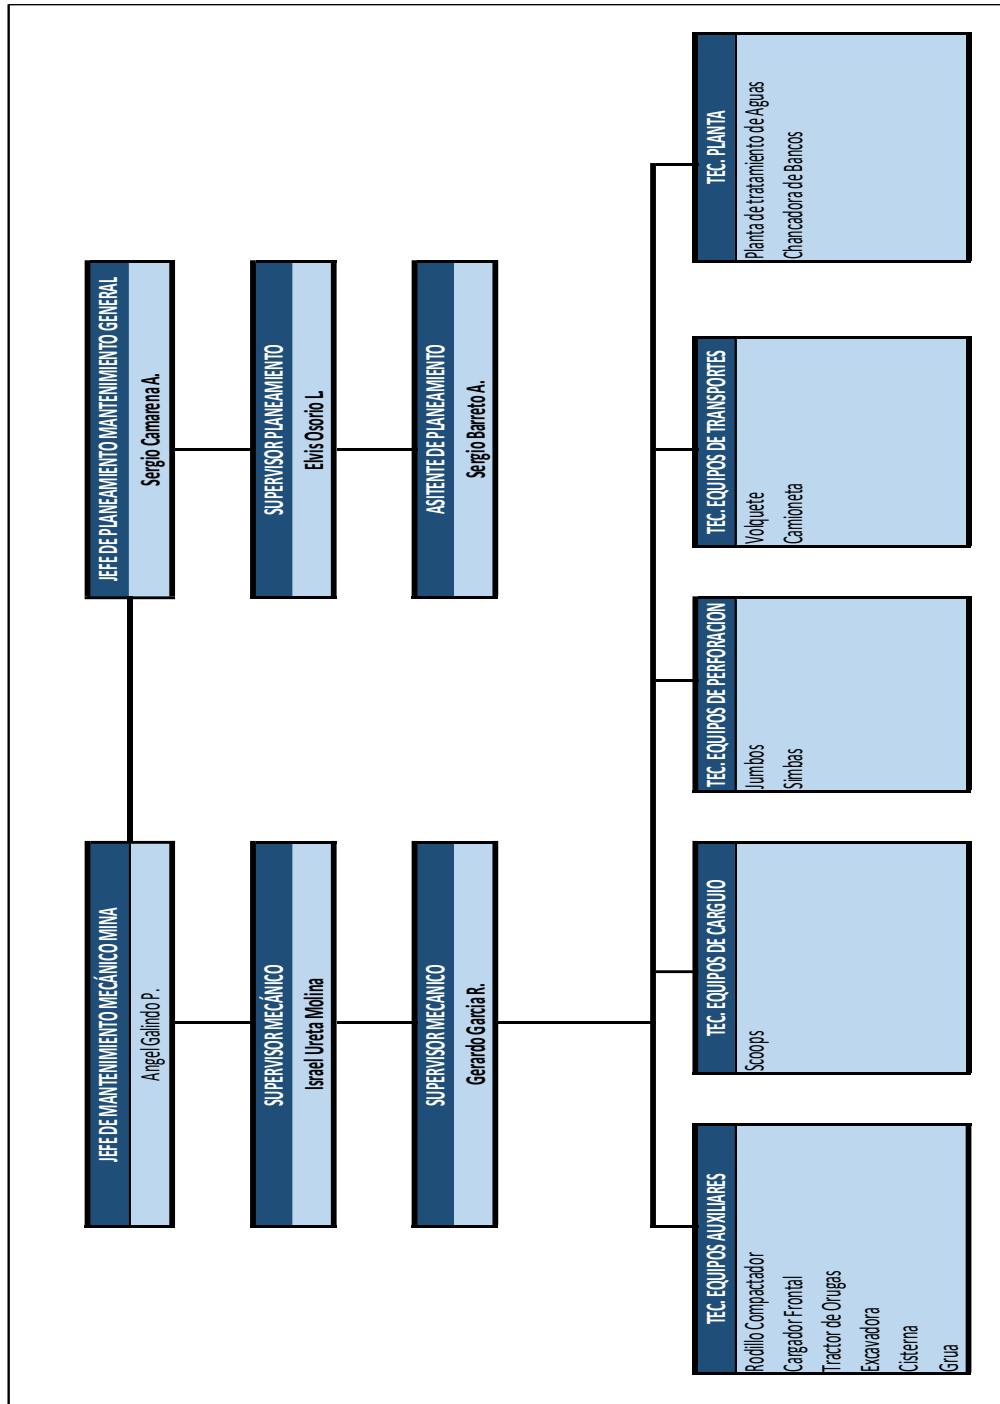 JEFE DE MANTENIMIENTO MECÁNICO MINA
Angel Galindo P.
JEFE DE PLANEAMIENTO MANTENIMIENTO GENERAL
Sergio Camarena A.
SUPERVISOR MECÁNICO
Israel Ureta Molina
SUPERVISOR PLANEAMIENTO
Elvis Osorio L
SUPERVISOR MECANICO
Gerardo Garcia R.
ASITENTE DE PLANEAMIENTO
Sergio Barreto A.
TEC. EQUIPOS AUXILIARES
Rodillo Compactador
Cargador Frontal
Tractor de Orugas
Excavadora
Cisterna
Grua
TEC. EQUIPOS DE CARGUIO
Scoops
TEC. EQUIPOS DE PERFORACION
Jumbos
Simbas
TEC. EQUIPOS DE TRANSPORTES
Volquete
Camioneta
TEC. PLANTA
Planta de tratamiento de Aguas
Chancadora de Bancos